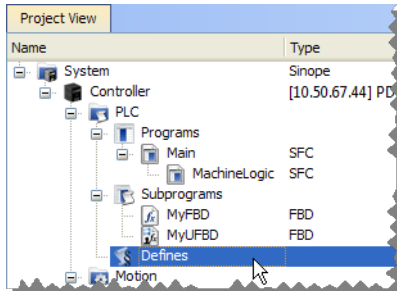 Project View
Name Type
System Sinope
Controller [10.50.67.44] PD
PLC
Programs
Main SFC
MachineLogic SFC
Subprograms
MyFBD FBD
MyUFBD FBD
Defines
Motion